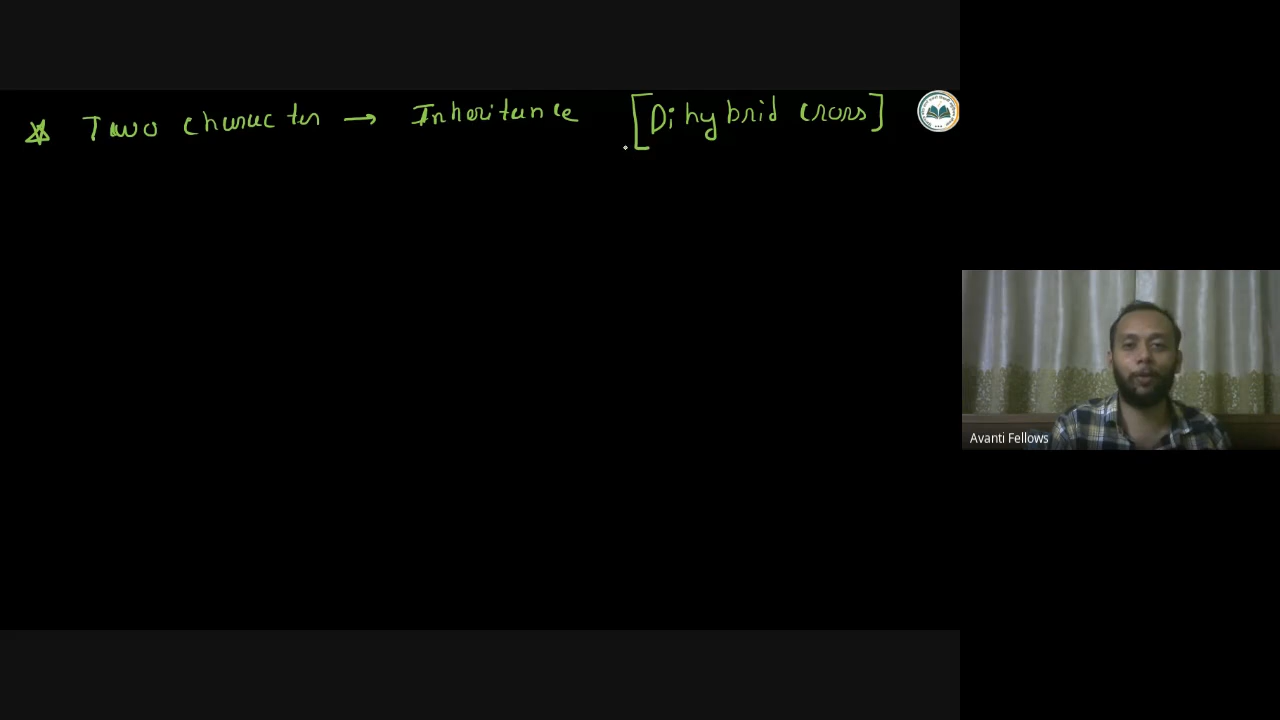 Two character → Inheritance [Dihybrid cross]
Avanti Fellows